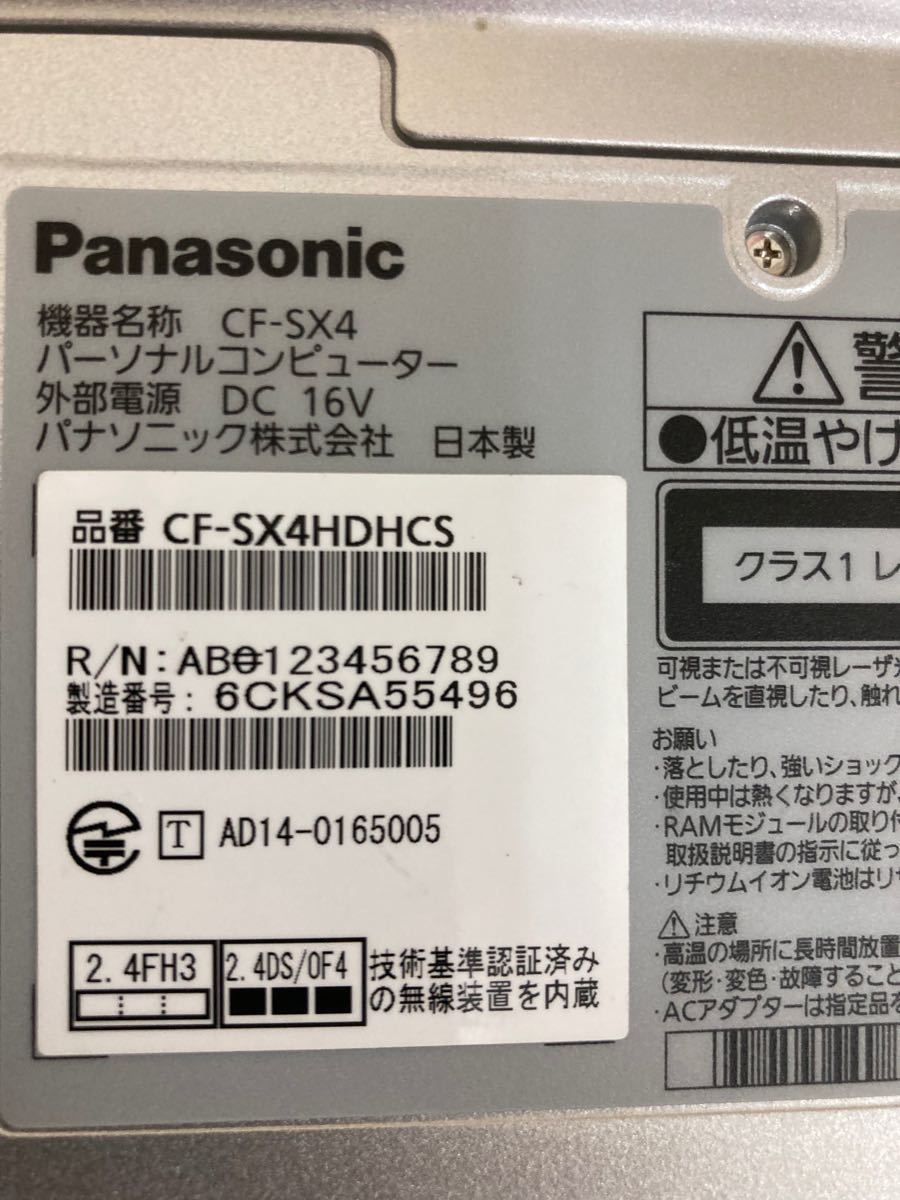 Panasonic
機器名称 CF-SX4
パーソナルコンピューター
外部電源 DC 16V
パナソニック株式会社 日本製
品番 CF-SX4HDHCS
R/N: AB0123456789
製造番号: 6CKSA55496
T AD14-0165005
2.4FH3 2.4DS/OF4
技術基準認証済み
の無線装置を内蔵
警
●低温やけ
クラス1 レ
可視または不可視レーザ光
ビームを直視したり、触れ
お願い
・落としたり、強いショック
・使用中は熱くなりますが、
・RAMモジュールの取り付
取扱説明書の指示に従っ
・リチウムイオン電池はリサ
注意
・高温の場所に長時間放置
(変形・変色・故障すること
・ACアダプターは指定品を